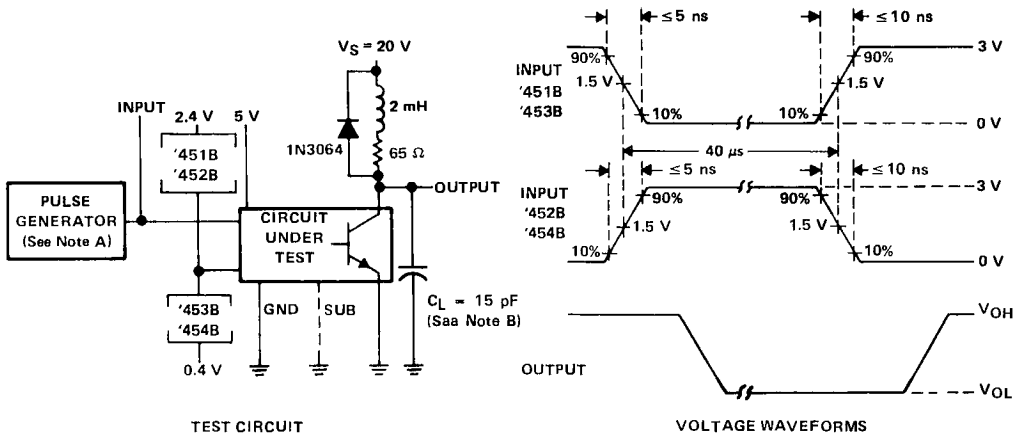 VS = 20 V
2 mH
65 Ω
1N3064
INPUT
2.4 V
5 V
'451B
'452B
OUTPUT
PULSE
GENERATOR
(See Note A)
CIRCUIT
UNDER
TEST
'453B
'454B
0.4 V
GND
SUB
CL = 15 pF
(Saa Note B)
TEST CIRCUIT
≤5 ns
≤10 ns
INPUT
'451B
'453B
90%
1.5 V
10%
10%
90%
1.5 V
3 V
0 V
40 μs
≤5 ns
≤10 ns
INPUT
'452B
'454B
90%
1.5 V
10%
90%
1.5 V
10%
3 V
0 V
OUTPUT
VOH
VOL
VOLTAGE WAVEFORMS